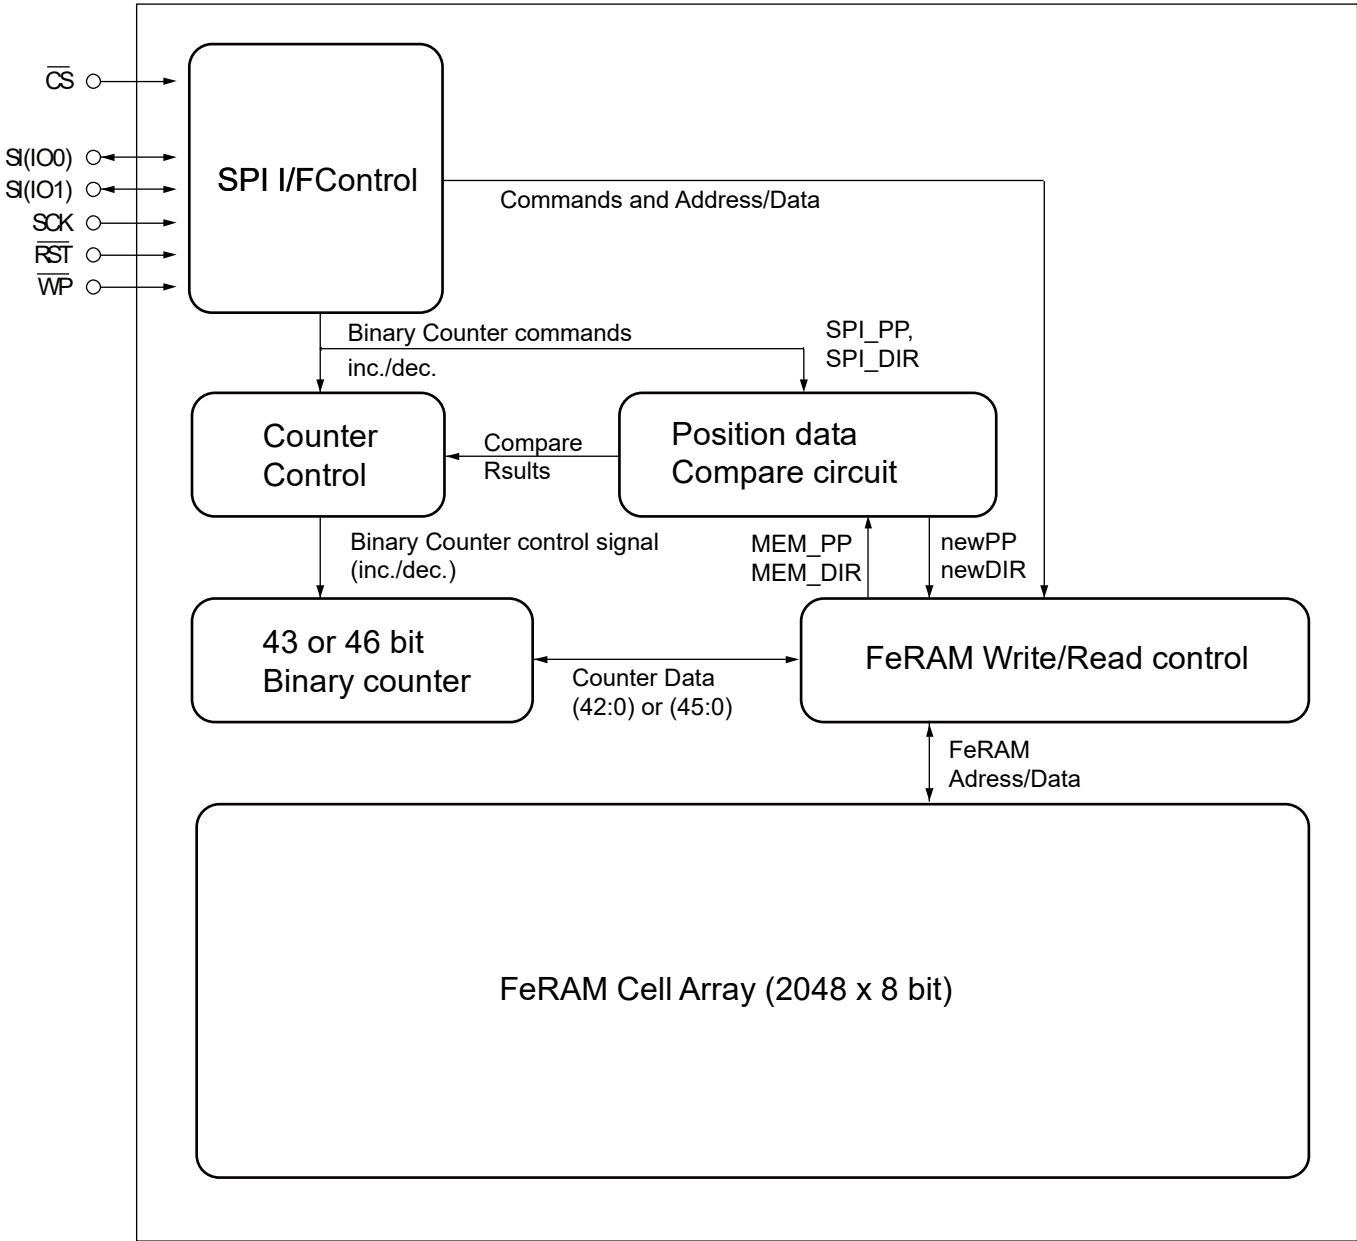 CS
SI(IO0)
SI(IO1)
SCK
RST
WP
SPI I/FControl
Commands and Address/Data
Binary Counter commands
inc./dec.
SPI_PP,
SPI_DIR
Counter
Control
Compare
Rsults
Position data
Compare circuit
Binary Counter control signal
(inc./dec.)
MEM_PP
MEM_DIR
newPP
newDIR
43 or 46 bit
Binary counter
Counter Data
(42:0) or (45:0)
FeRAM Write/Read control
FeRAM
Adress/Data
FeRAM Cell Array (2048 x 8 bit)